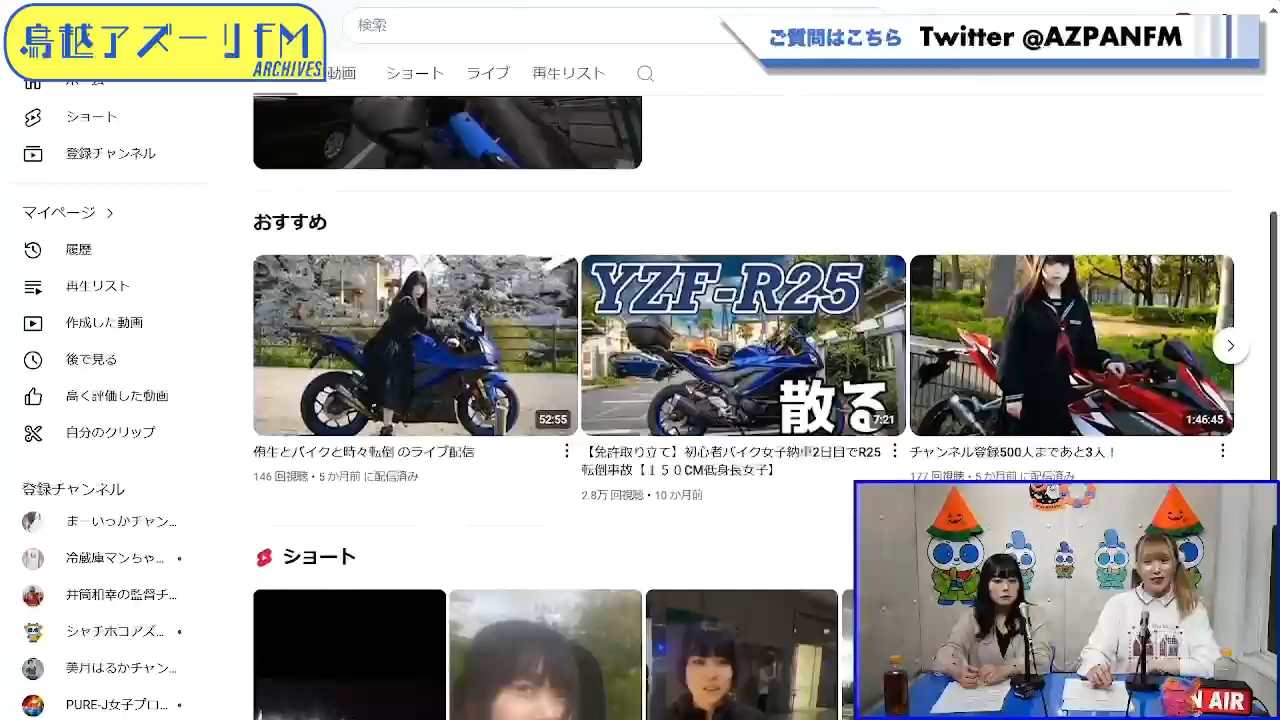 鳥越アズーリFM
ARCHIVES
検索
ご質問はこちら Twitter @AZPANFM
ホーム
動画 ショート ライブ 再生リスト
ショート
登録チャンネル
マイページ
履歴
再生リスト
作成した動画
後で見る
高く評価した動画
自分のクリップ
登録チャンネル
まーいっかチャン...
冷蔵庫マンちゃ...
井筒和幸の監督チ...
シャチホコアズ...
美月はるかチャン...
PURE-J女子プロ...
おすすめ
52:55
侑生とバイクと時々転倒 のライブ配信
146 回視聴・5 か月前 に配信済み
YZF-R25
散る
7:21
【免許取り立て】初心者バイク女子納車2日目でR25
転倒事故【１５０CM低身長女子】
2.8万 回視聴・10 か月前
1:46:45
チャンネル登録500人まであと3人！
177 回視聴・5 か月前 に配信済み
ショート
N AIR